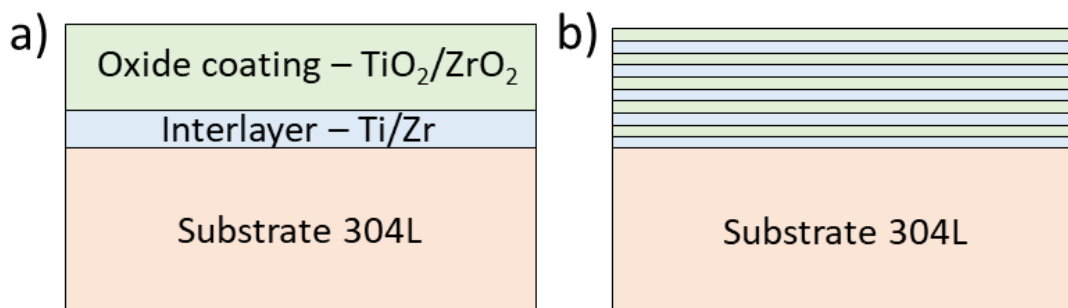 a)
Oxide coating – TiO₂/ZrO₂
Interlayer – Ti/Zr
Substrate 304L
b)
Substrate 304L